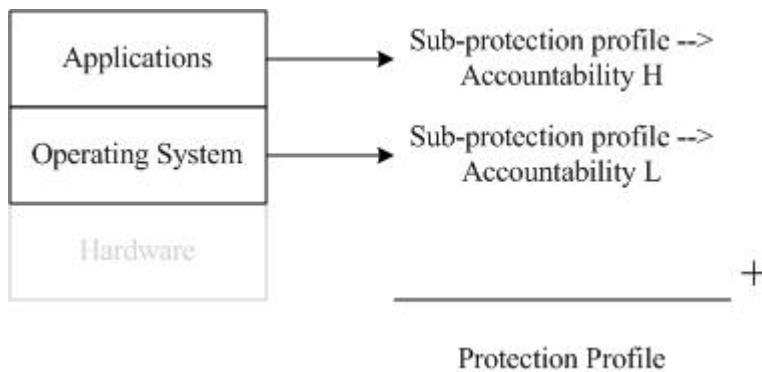 Applications
Sub-protection profile -->
Accountability H
Operating System
Sub-protection profile -->
Accountability L
Hardware
+
Protection Profile